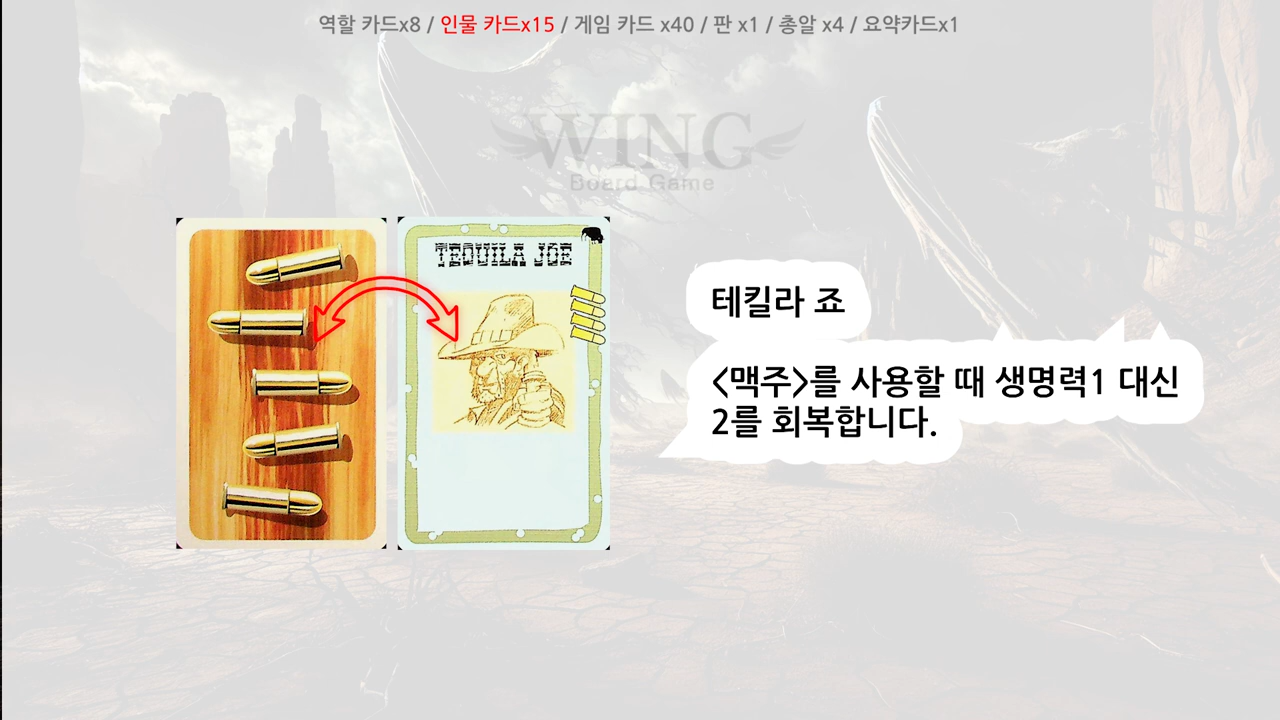 역할 카드x8 / 인물 카드x15 / 게임 카드 x40 / 판 x1 / 총알 x4 / 요약카드x1
WING
Board Game
TEQUILA JOE
테킬라 죠
<맥주>를 사용할 때 생명력1 대신
2를 회복합니다.